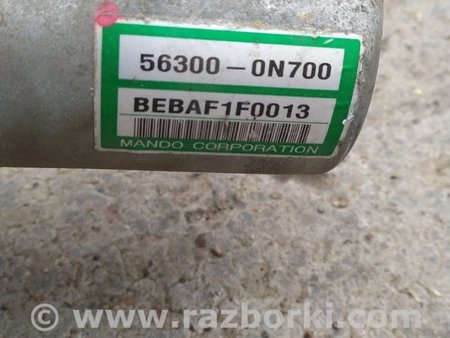 56300-0N700
BEBAF1F0013
MANDO CORPORATION
© www.razborki.com